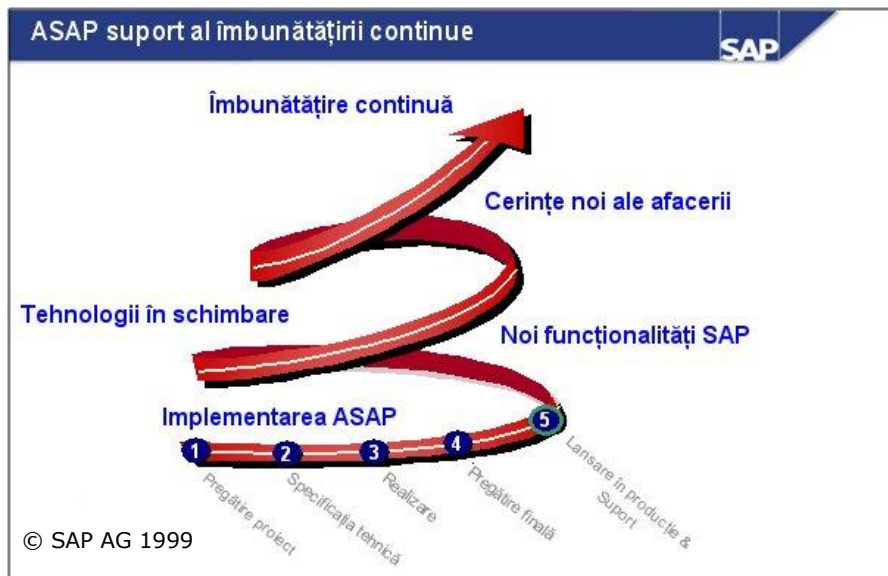 ASAP suport al îmbunătățirii continue
SAP
Îmbunătățire continuă
Cerințe noi ale afacerii
Tehnologii în schimbare
Noi funcționalități SAP
Implementarea ASAP
1
2
3
4
5
Pregătire proiect
Specificația tehnică
Realizare
Pregătire finală
Lansare în producție &
Suport
© SAP AG 1999